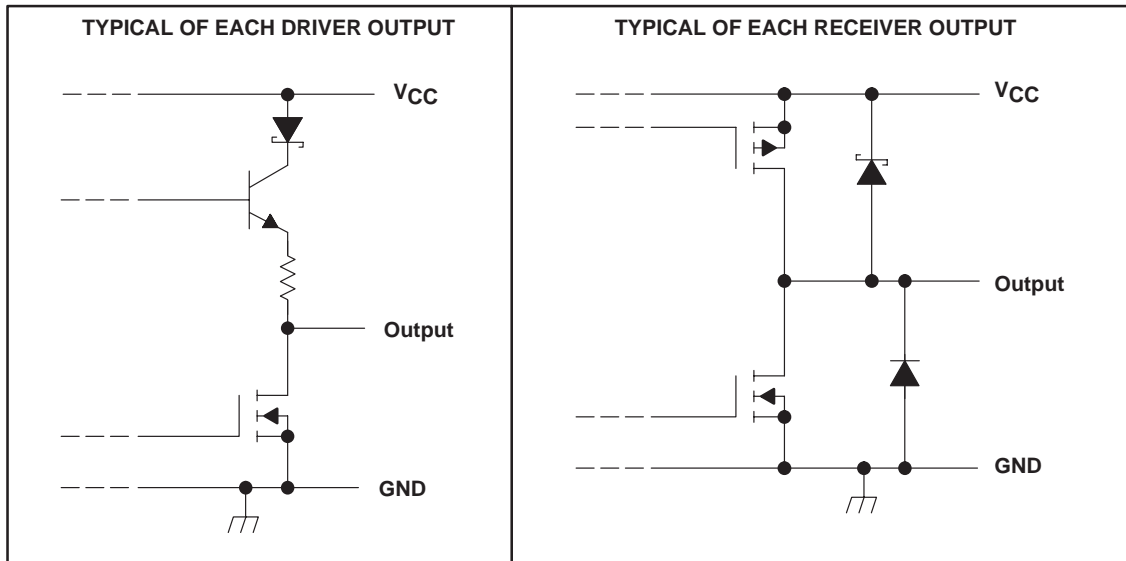 TYPICAL OF EACH DRIVER OUTPUT
VCC
Output
GND
TYPICAL OF EACH RECEIVER OUTPUT
VCC
Output
GND